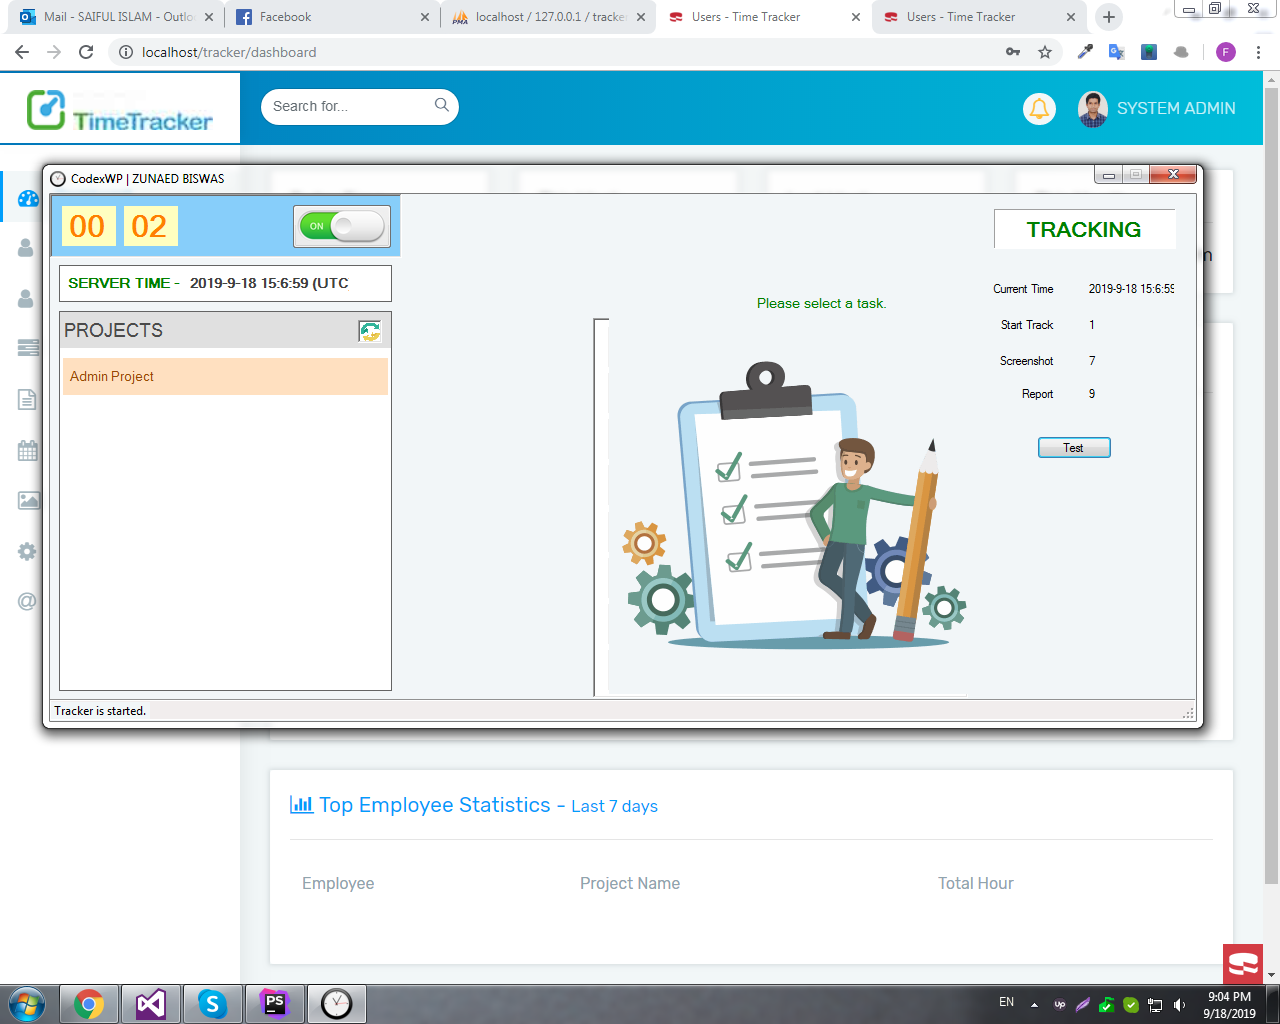 Mail - SAIFUL ISLAM - Outlo
Facebook
localhost / 127.0.0.1 / tracke
Users - Time Tracker
Users - Time Tracker
localhost/tracker/dashboard
F
TimeTracker
Search for...
SYSTEM ADMIN
CodexWP | ZUNAED BISWAS
00 02
ON
TRACKING
SERVER TIME - 2019-9-18 15:6:59 (UTC
Current Time 2019-9-18 15:6:59
Please select a task.
PROJECTS
Start Track 1
Screenshot 7
Admin Project
Report 9
Test
Tracker is started.
Top Employee Statistics - Last 7 days
Employee Project Name Total Hour
EN
9:04 PM
9/18/2019